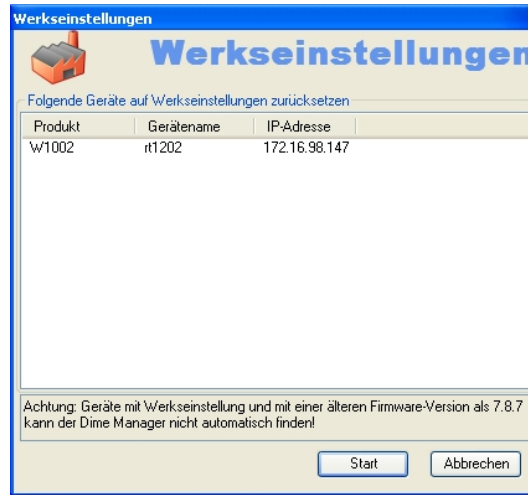 Werkseinstellungen
Werkseinstellungen
Folgende Geräte auf Werkseinstellungen zurücksetzen
Produkt Gerätename IP-Adresse
W1002 rt1202 172.16.98.147
Achtung: Geräte mit Werkseinstellung und mit einer älteren Firmware-Version als 7.8.7
kann der Dime Manager nicht automatisch finden!
Start Abbrechen